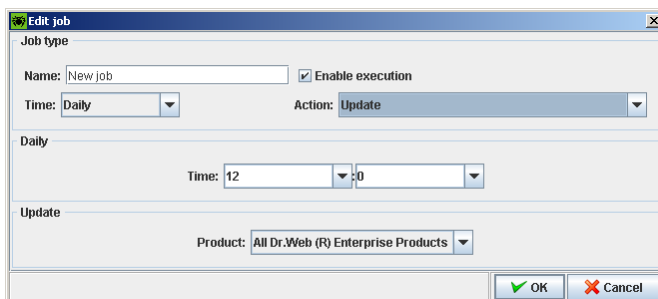 Edit job
Job type
Name: New job Enable execution
Time: Daily Action: Update
Daily
Time: 12 :0
Update
Product: All Dr.Web (R) Enterprise Products
OK Cancel